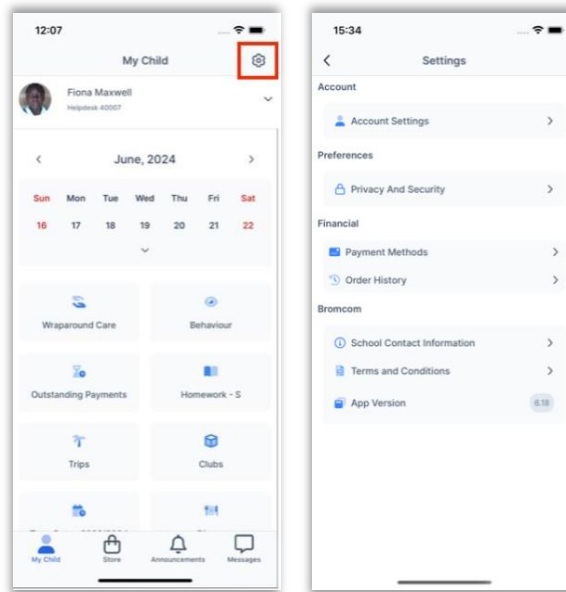 12:07
My Child
Fiona Maxwell
Helpdesk 40007
June, 2024
Sun Mon Tue Wed Thu Fri Sat
16 17 18 19 20 21 22
Wraparound Care
Behaviour
Outstanding Payments
Homework - S
Trips
Clubs
My Child
Store
Announcements
Messages
15:34
Settings
Account
Account Settings
Preferences
Privacy And Security
Financial
Payment Methods
Order History
Bromcom
School Contact Information
Terms and Conditions
App Version
6.18